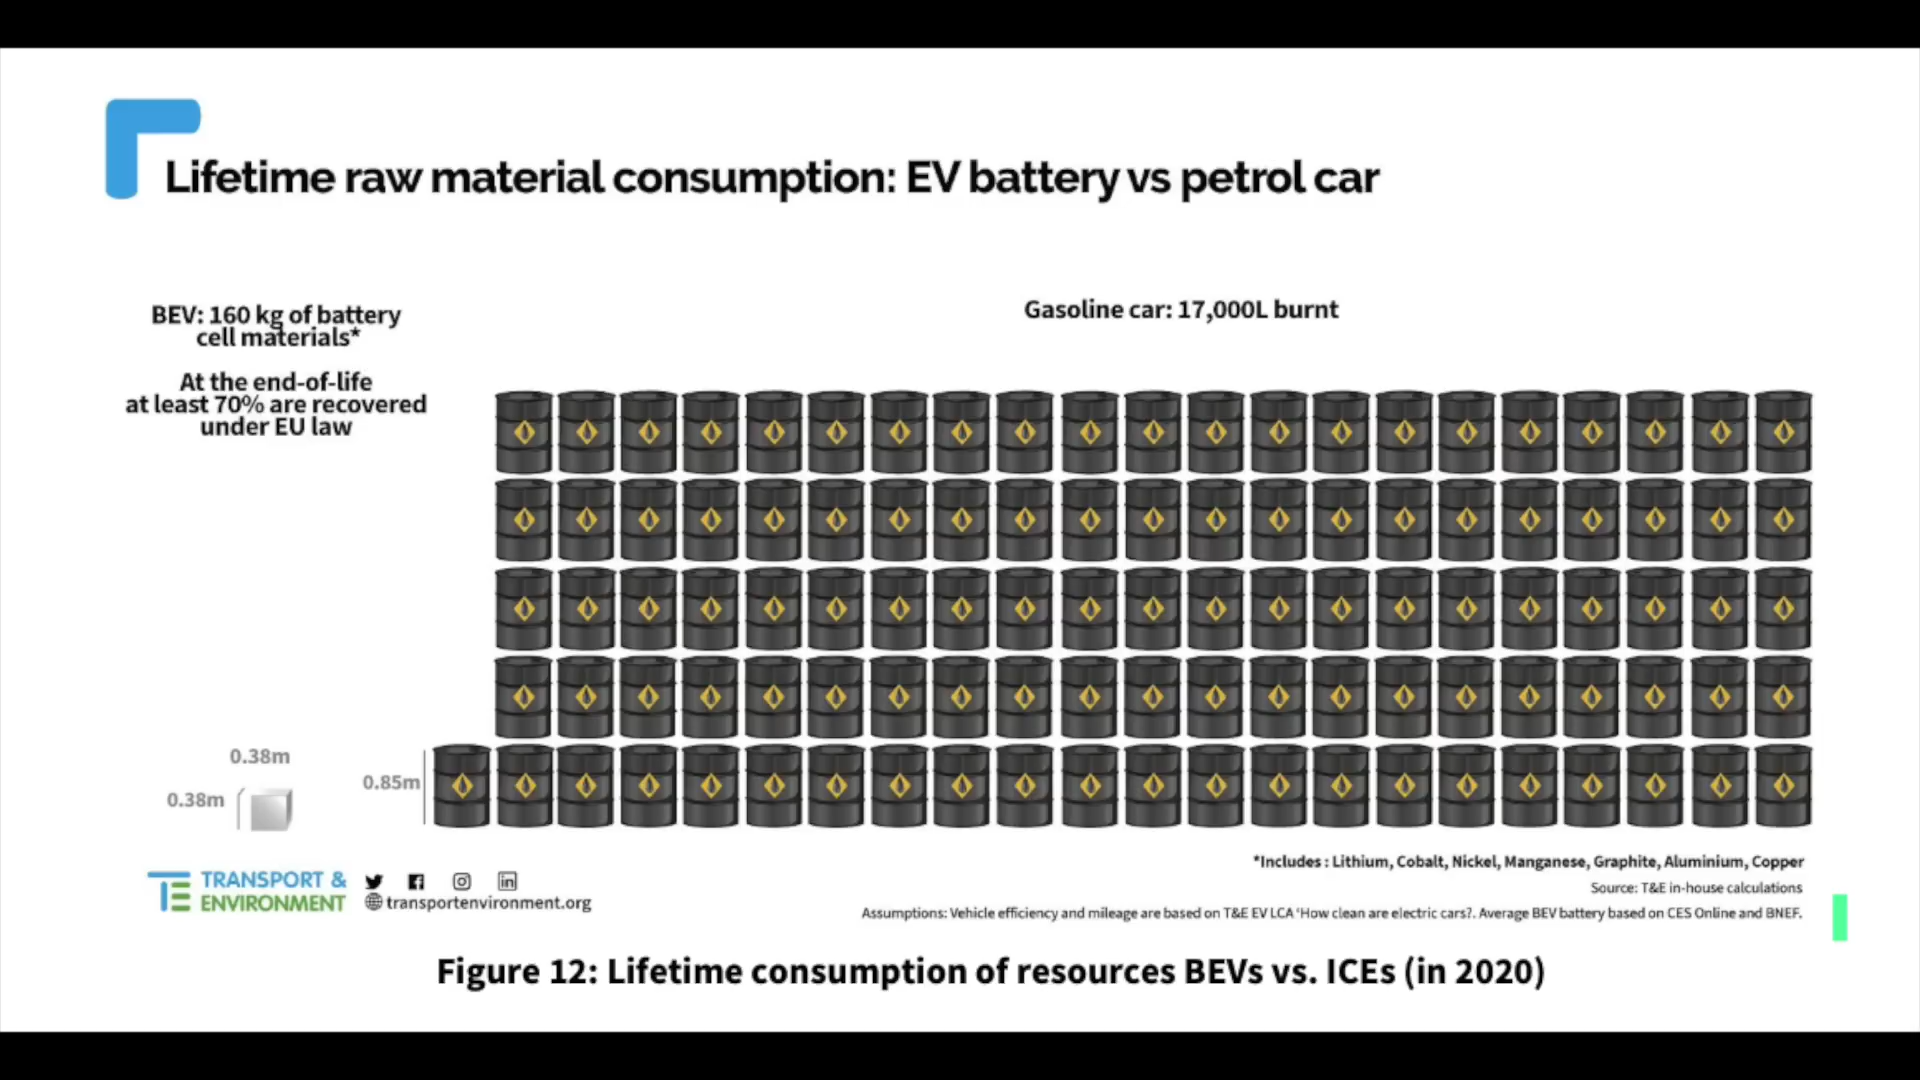 Lifetime raw material consumption: EV battery vs petrol car
BEV: 160 kg of battery
cell materials*
At the end-of-life
at least 70% are recovered
under EU law
Gasoline car: 17,000L burnt
0.38m
0.38m
0.85m
*Includes : Lithium, Cobalt, Nickel, Manganese, Graphite, Aluminium, Copper
Source: T&E in-house calculations
Assumptions: Vehicle efficiency and mileage are based on T&E EV LCA 'How clean are electric cars?. Average BEV battery based on CES Online and BNEF.
TE TRANSPORT &
ENVIRONMENT
in
transportenvironment.org
Figure 12: Lifetime consumption of resources BEVs vs. ICEs (in 2020)